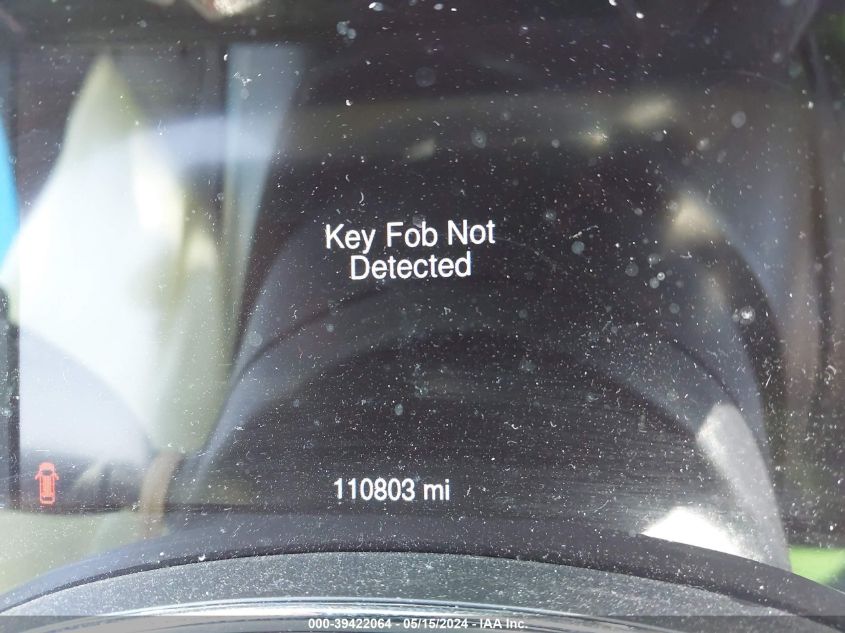 Key Fob Not
Detected
110803 mi
000-39422064 - 05/15/2024 - IAA Inc.